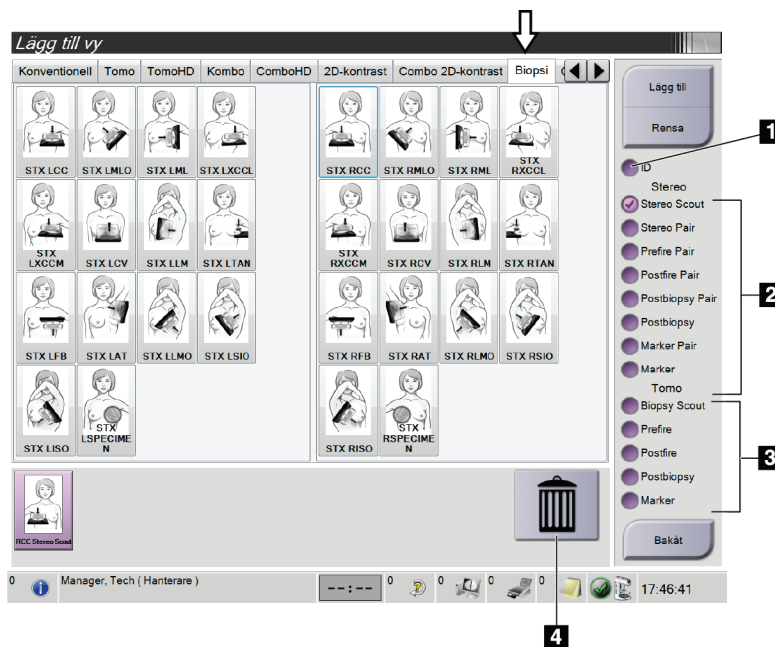 Lägg till vy
Konventionell Tomo TomoHD Kombo ComboHD 2D-kontrast Combo 2D-kontrast Biopsi
STX LCC STX LMLO STX LML STX LXCCL
STX RCC STX RMLO STX RML STX RXCCL
STX LXCCM STX LCV STX LLM STX LTAN
STX RXCCM STX RCV STX RLM STX RTAN
STX LFB STX LAT STX LLMO STX LSIO
STX RFB STX RAT STX RLMO STX RSIO
STX LISO STX LSPECIMEN
STX RISO STX RSPECIMEN
RCC Stereo Scout
Lägg till
Rensa
ID
Stereo
Stereo Scout
Stereo Pair
Prefire Pair
Postfire Pair
Postbiopsy Pair
Postbiopsy
Marker Pair
Marker
Tomo
Biopsy Scout
Prefire
Postfire
Postbiopsy
Marker
Bakåt
1
2
3
0 Manager, Tech ( Hanterare ) --:-- 0 0 0 0 17:46:41
4